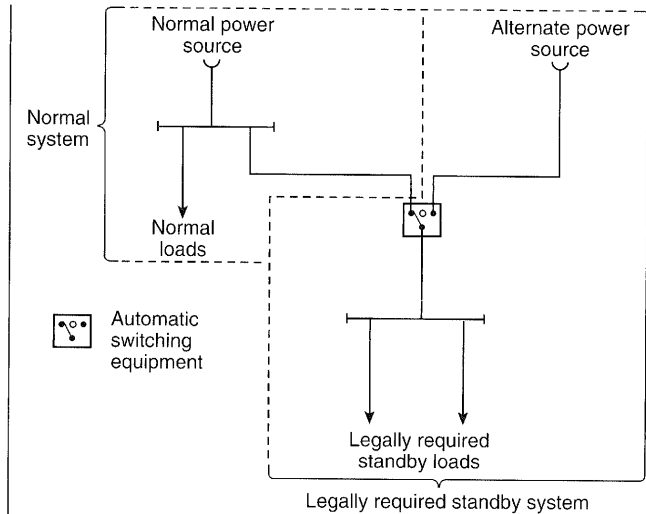 Normal power
source
Alternate power
source
Normal
system
Normal
loads
Automatic
switching
equipment
Legally required
standby loads
Legally required standby system